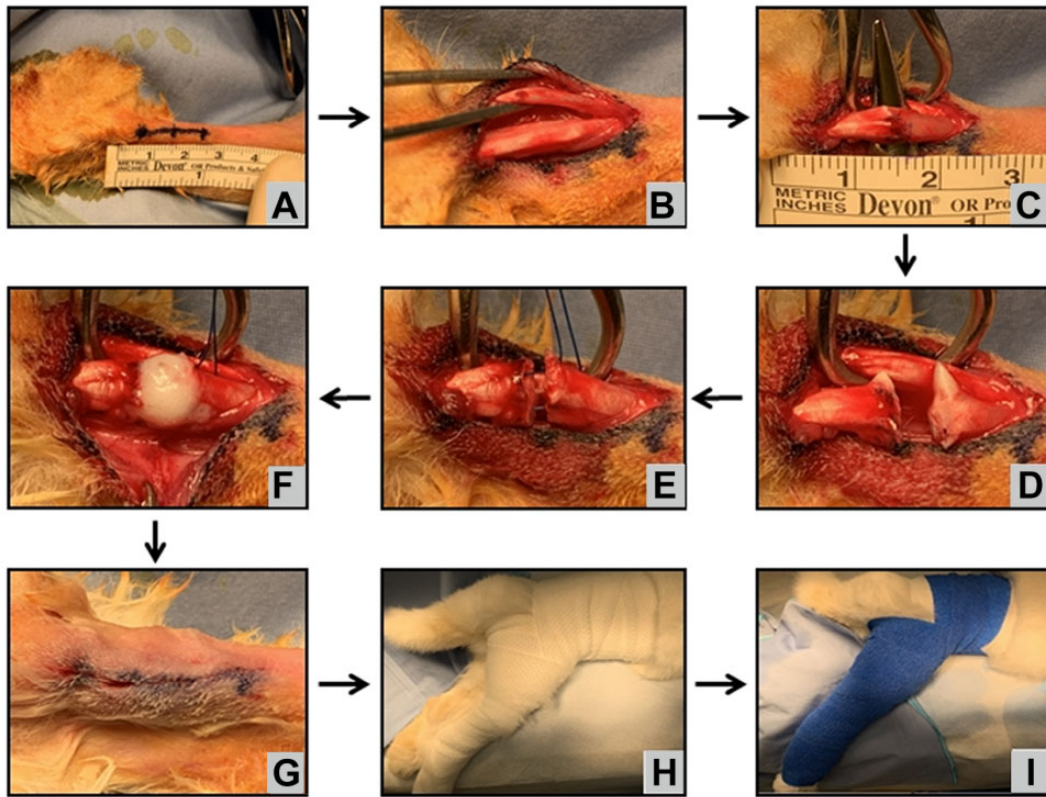 1 2 3 4
METRIC
INCHES Devon® OR Products &
1
A
B
1 2 3
METRIC
INCHES Devon® OR Pro
1
C
F
E
D
G
H
I